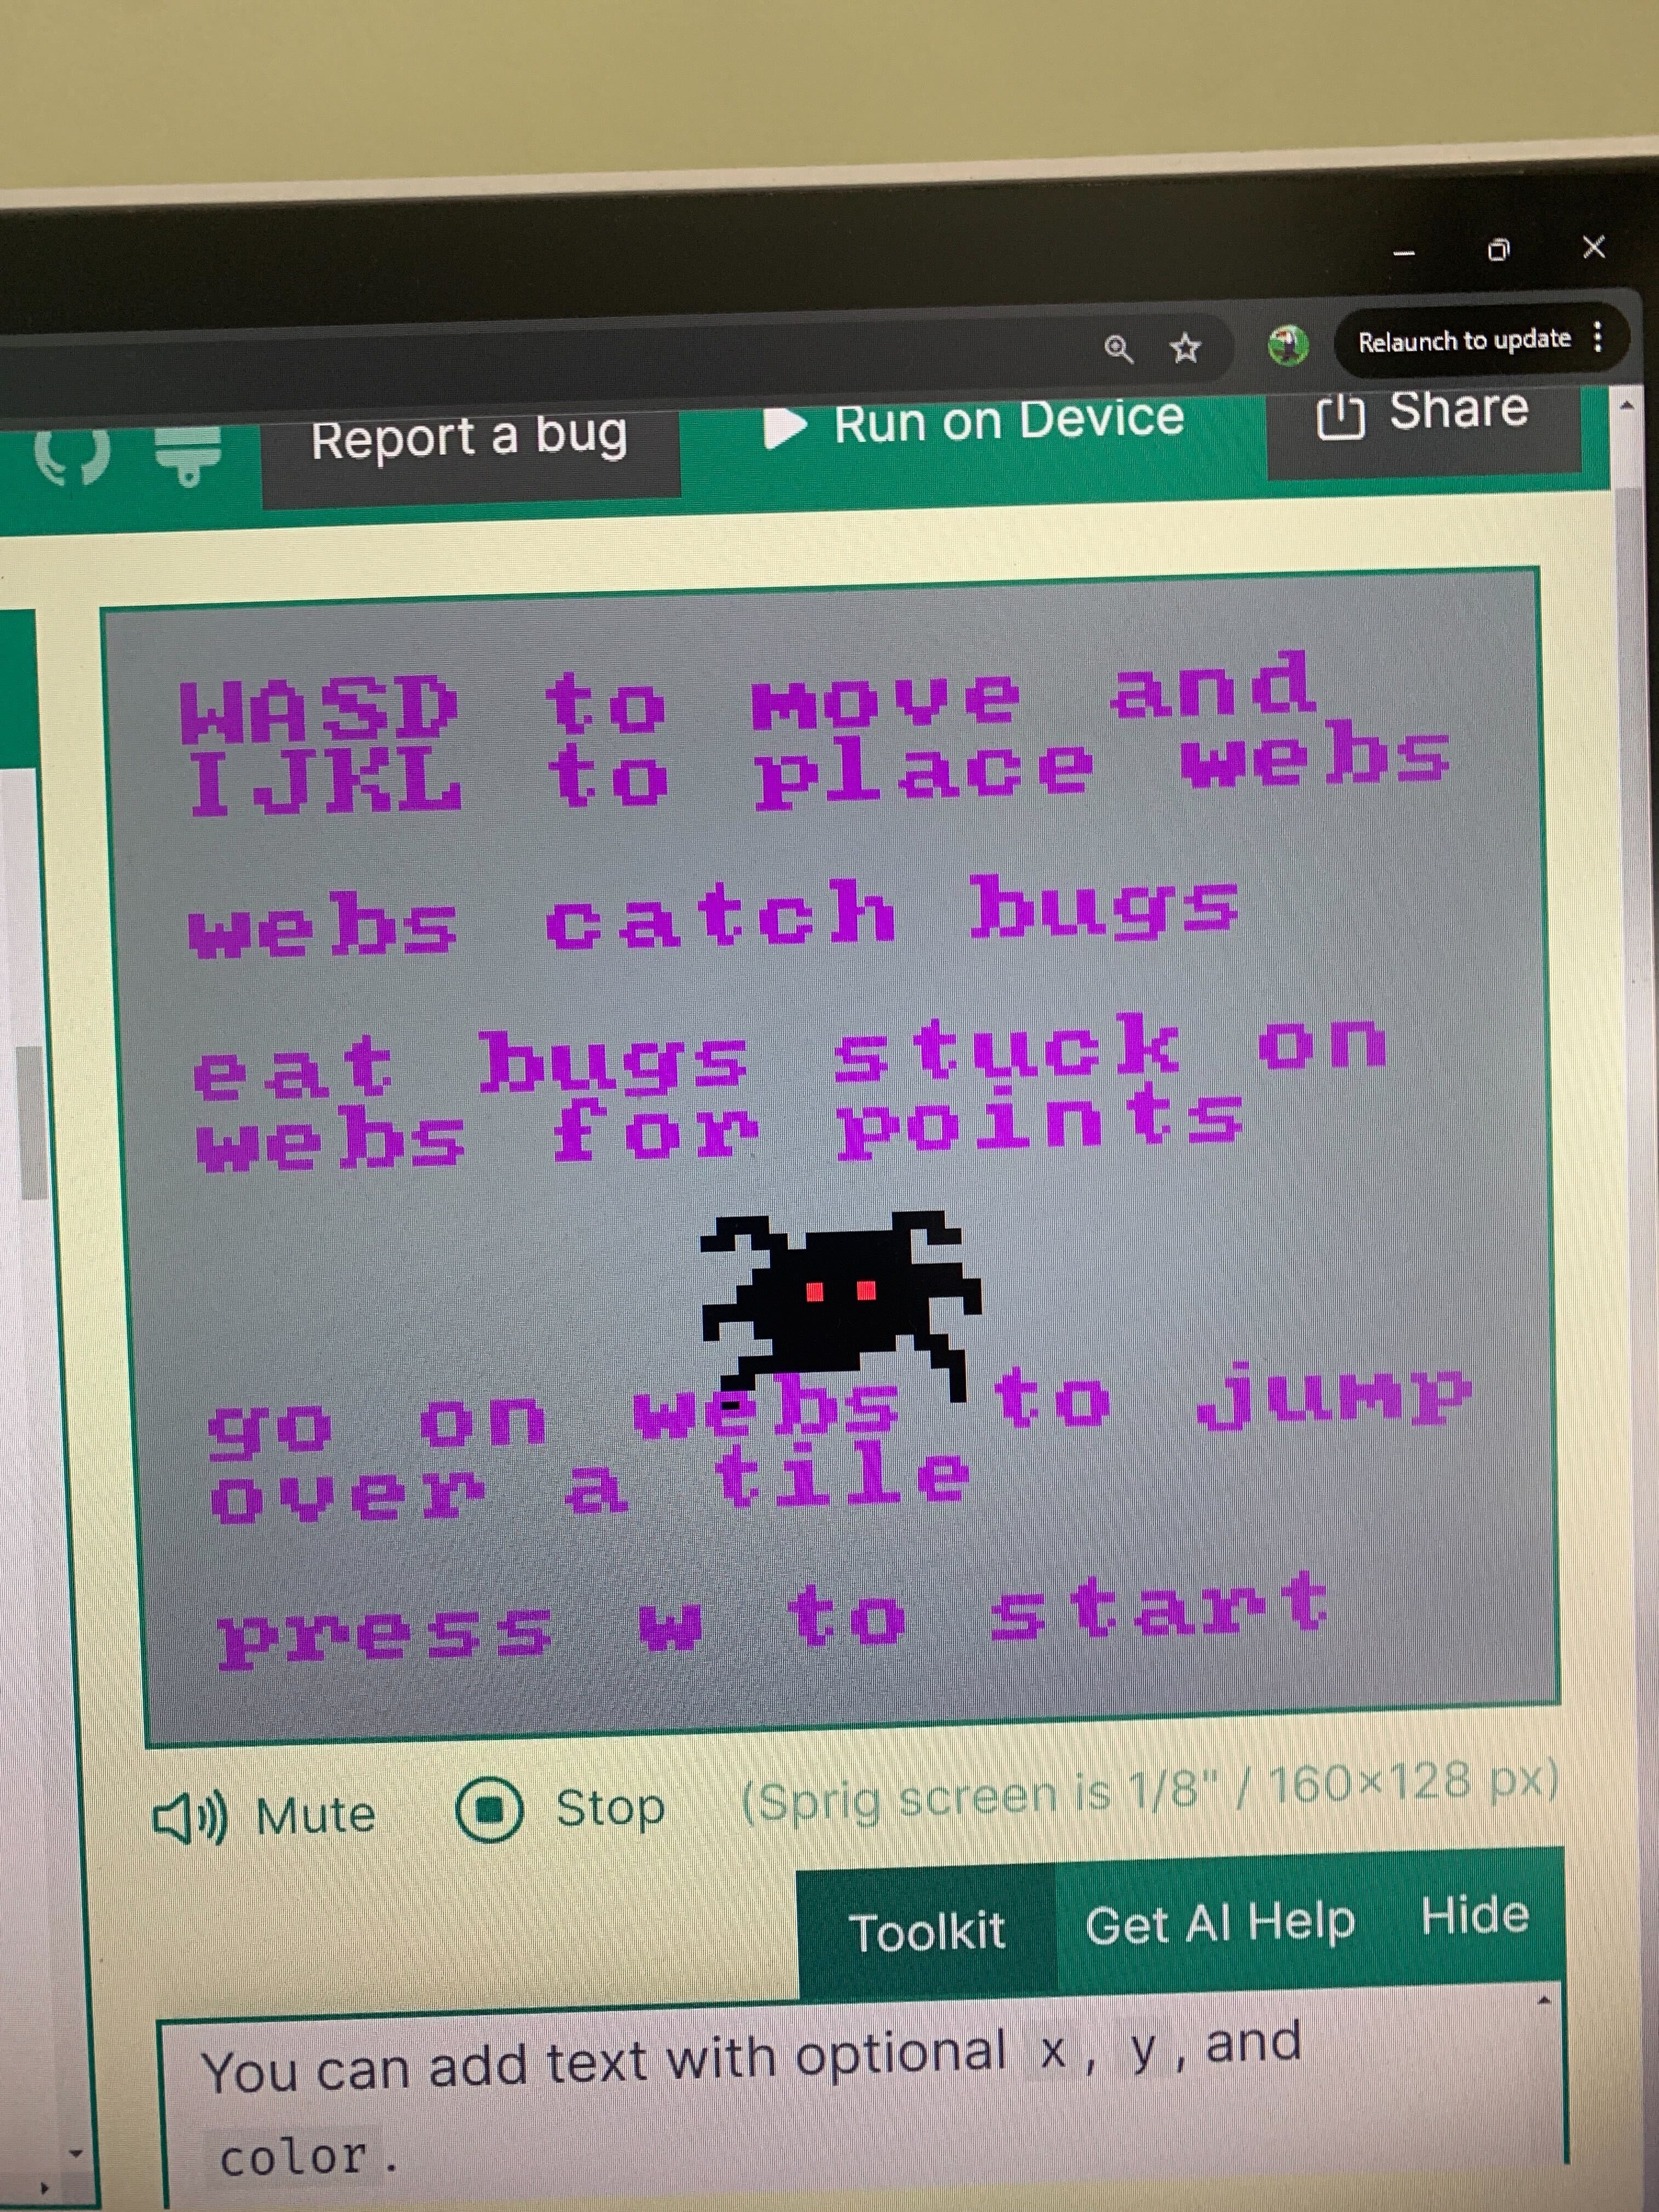 Relaunch to update
Report a bug
Run on Device
Share
WASD to move and
IJKL to place webs
webs catch bugs
eat bugs stuck on
webs for points
go on webs to jump
over a tile
press w to start
Mute
Stop
(Sprig screen is 1/8" / 160×128 px)
Toolkit
Get AI Help
Hide
You can add text with optional x, y, and
color.